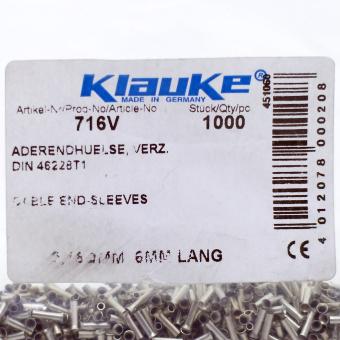 Klauke®
MADE IN GERMANY
Artikel-Nr/Prod-No/Article-No Stück/Qty/pc
716V 1000
ADERENDHUELSE, VERZ.
DIN 46228T1
END-SLEEVES
6MM LANG
CE
451063
4 012078 000208